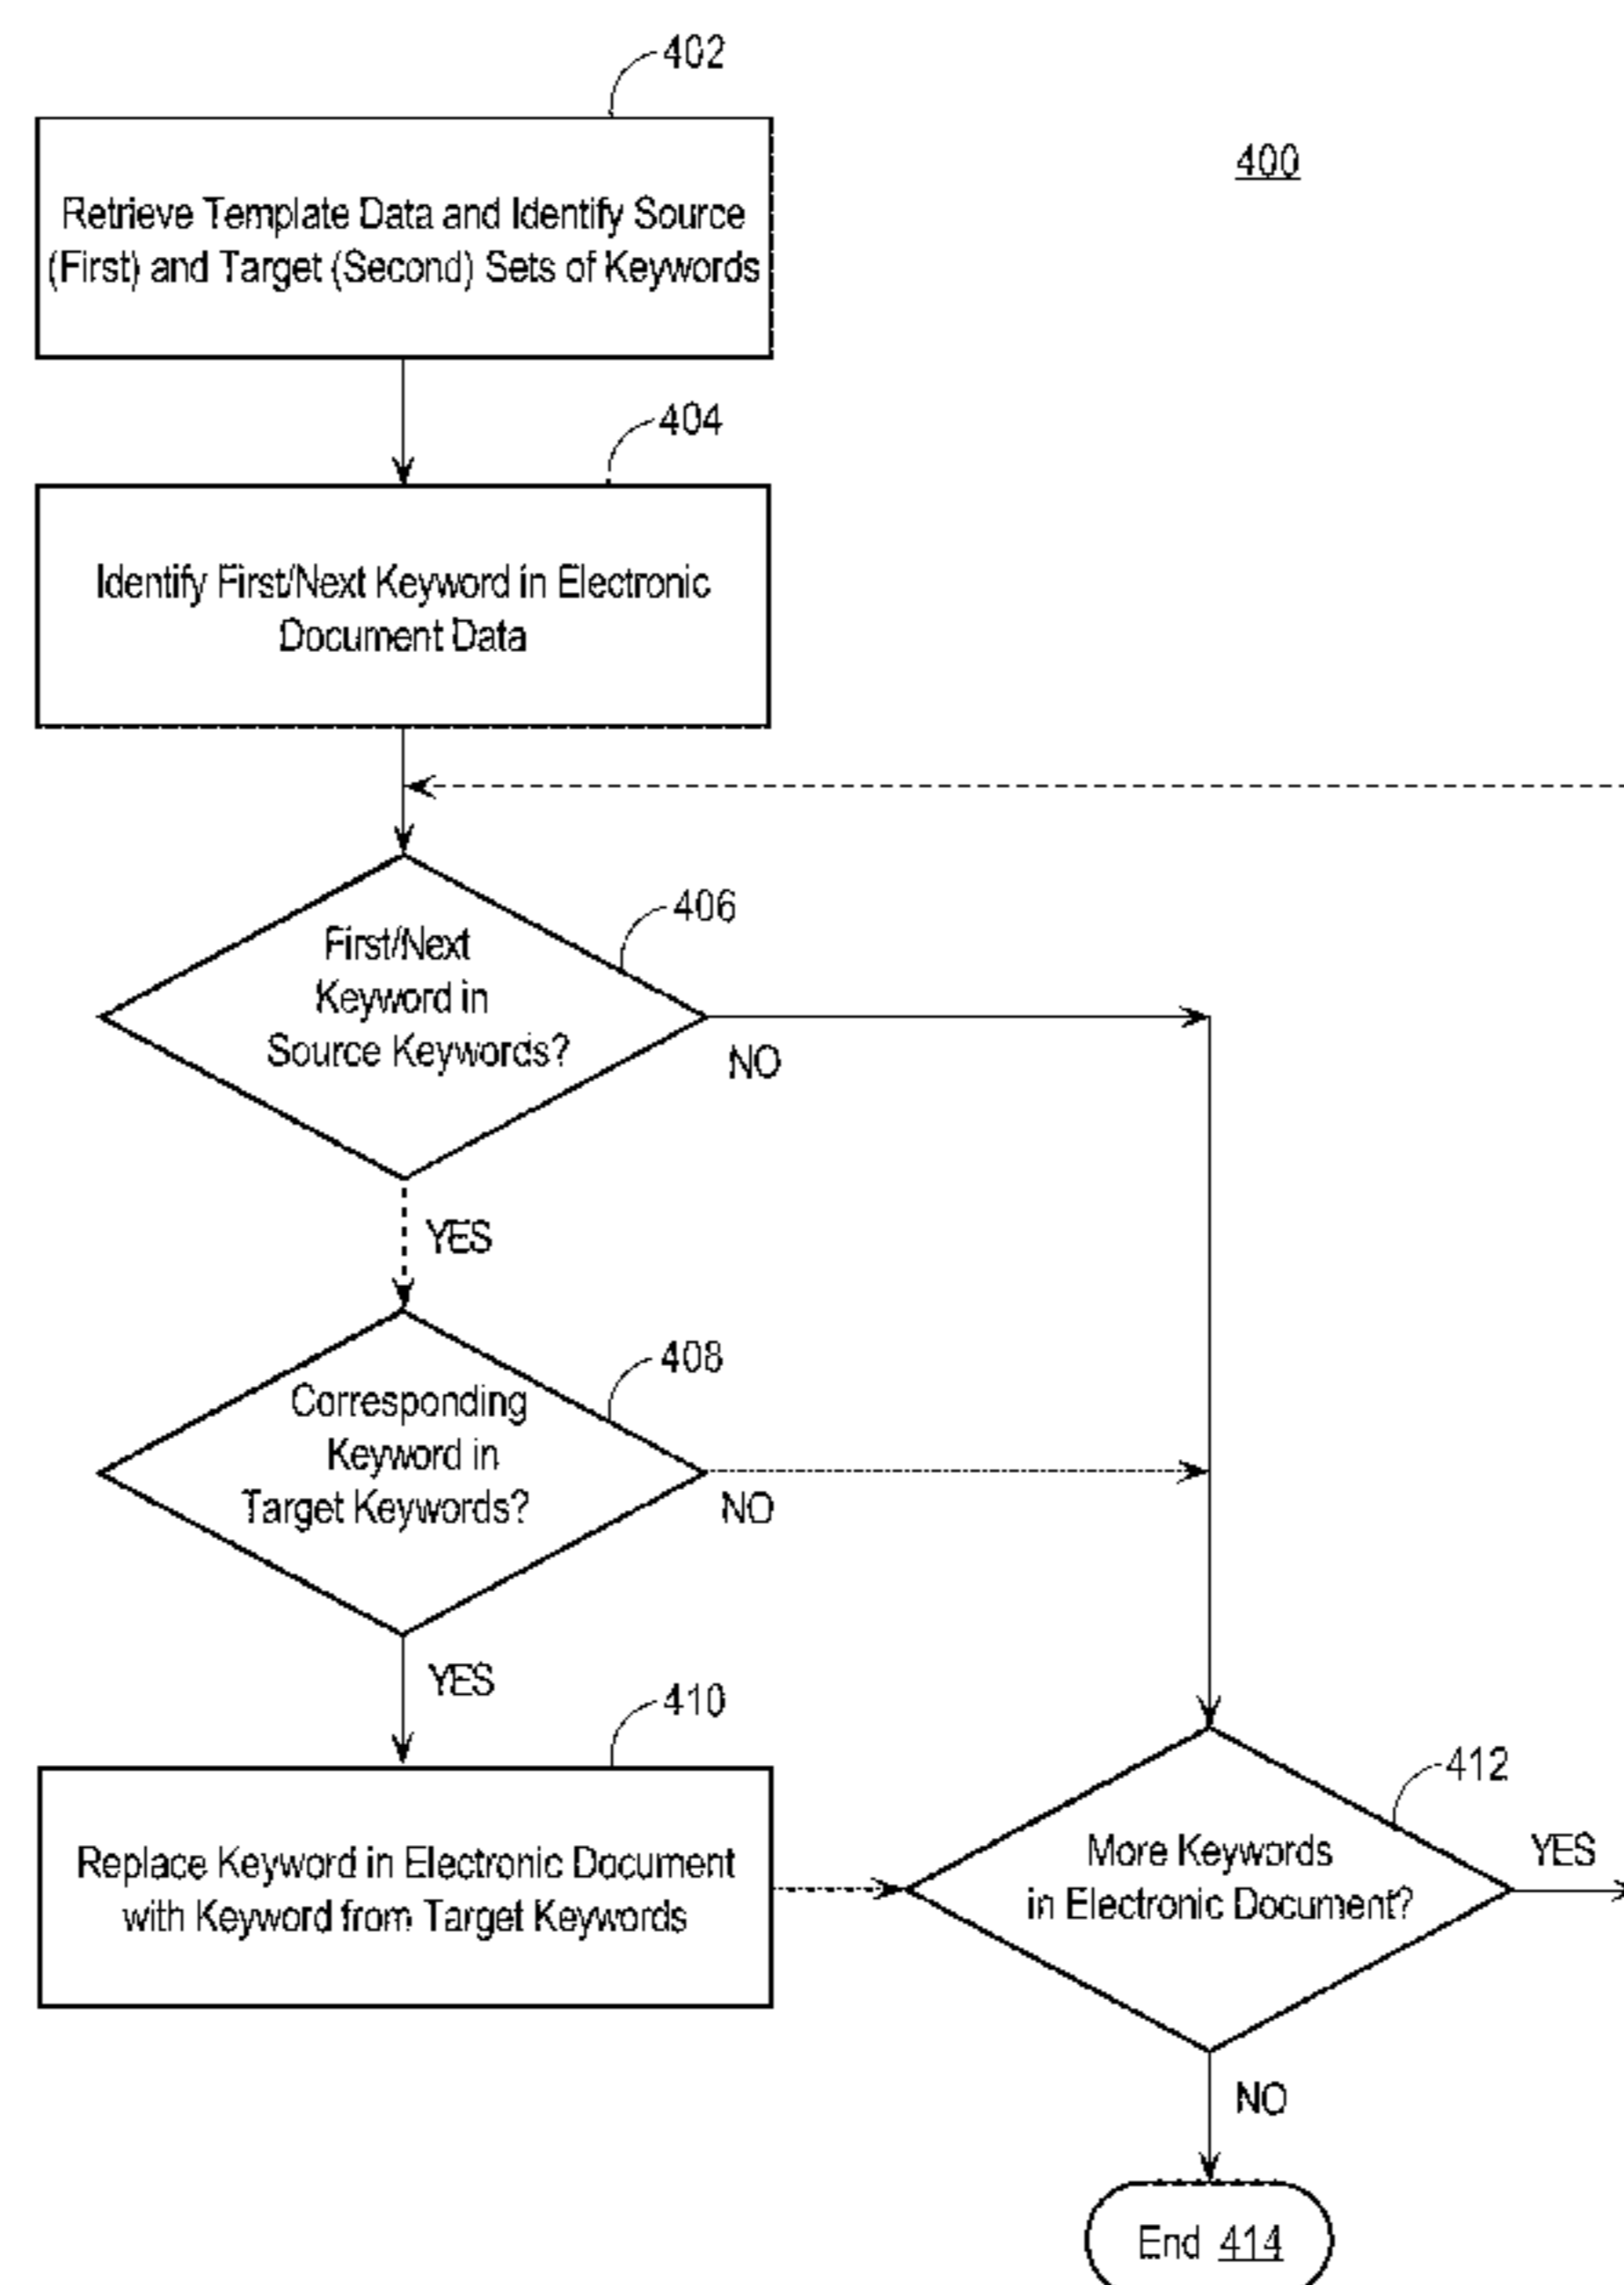 402
400
Retrieve Template Data and Identify Source
(First) and Target (Second) Sets of Keywords
404
Identify First/Next Keyword in Electronic
Document Data
406
First/Next
Keyword in
Source Keywords?
NO
YES
408
Corresponding
Keyword in
Target Keywords?
NO
YES
410
Replace Keyword in Electronic Document
with Keyword from Target Keywords
412
More Keywords
in Electronic Document?
YES
NO
End 414